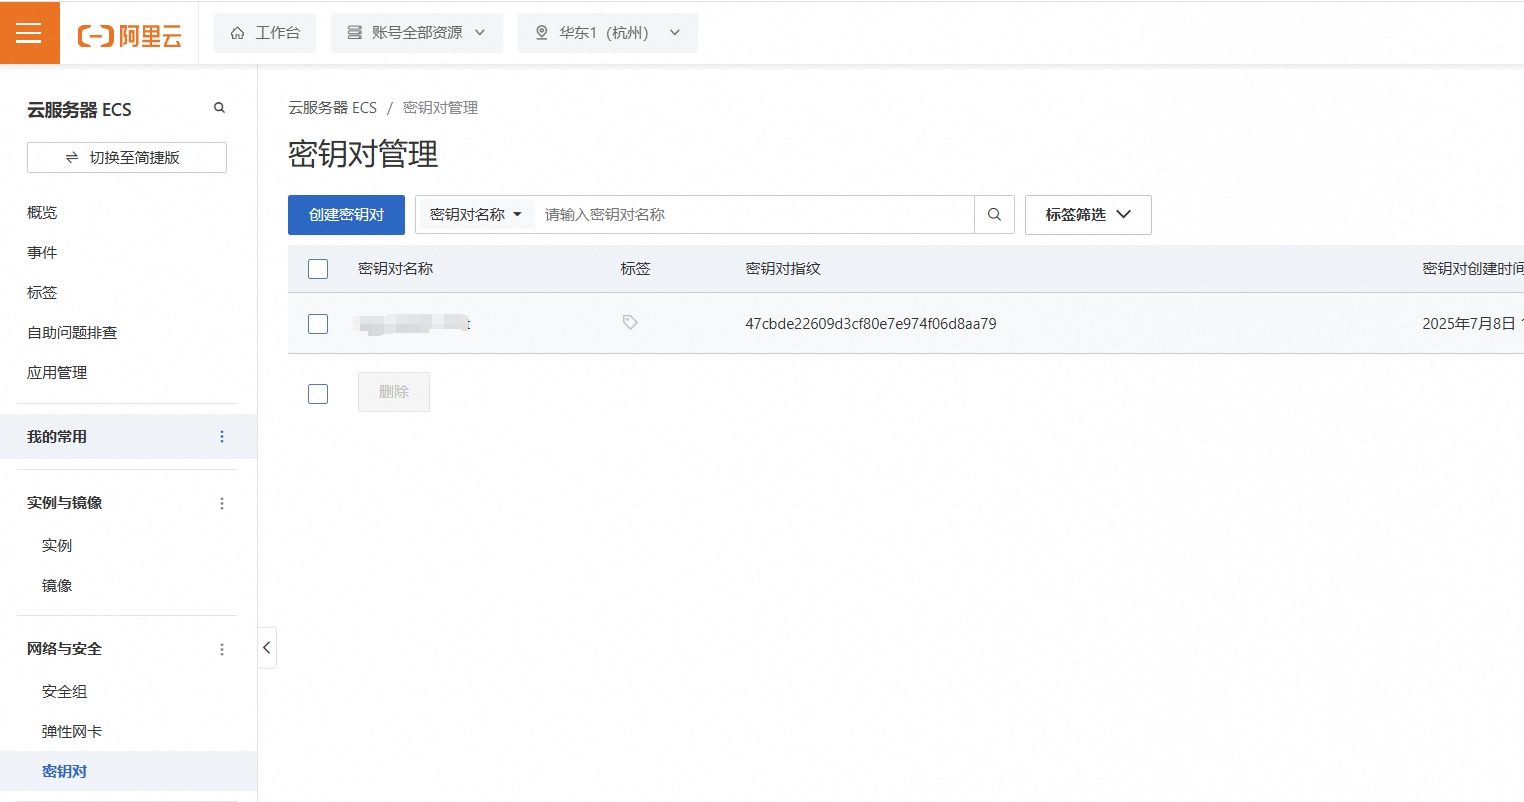 阿里云
工作台
账号全部资源
华东1（杭州）
云服务器 ECS
切换至简捷版
概览
事件
标签
自助问题排查
应用管理
我的常用
实例与镜像
实例
镜像
网络与安全
安全组
弹性网卡
密钥对
云服务器 ECS / 密钥对管理
密钥对管理
创建密钥对 密钥对名称 请输入密钥对名称 标签筛选
密钥对名称 标签 密钥对指纹 密钥对创建时间
47cbde22609d3cf80e7e974f06d8aa79 2025年7月8日
删除